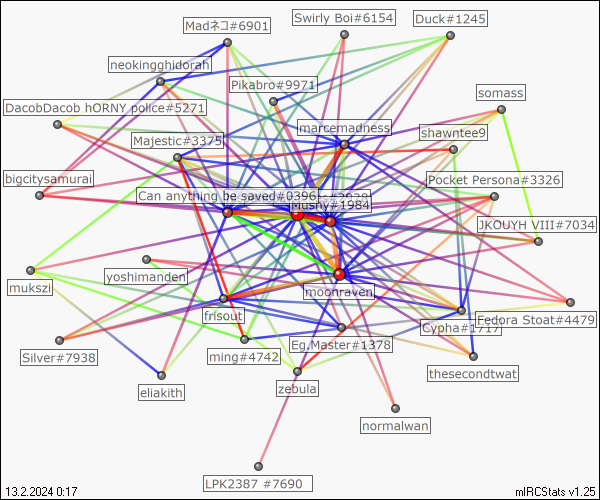 Swirly Boi#6154
Duck#1245
Madネコ#6901
neokingghidorah
Pikabro#9971
somass
DacobDacob hORNY police#5271
marcemadness
shawntee9
Majestic#3375
bigcitysamurai
Pocket Persona#3326
Can anything be saved#0396
Mushy#1984
JKOUYH VIII#7034
yoshimanden
mukszi
moonraven
frisout
Fedora Stoat#4479
Cypha#1717
Eg.Master#1378
Silver#7938
ming#4742
thesecondtwat
eliakith
zebula
normalwan
LPK2387 #7690
13.2.2024 0:17
mIRCStats v1.25